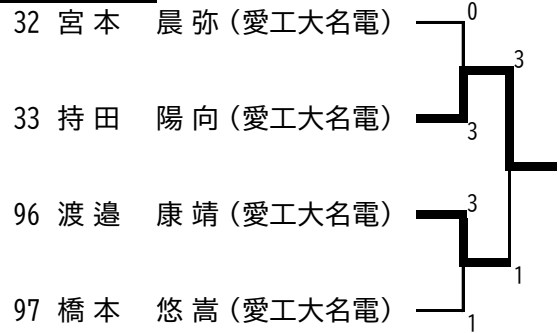 32 宮本 晨弥（愛工大名電） 0
3
33 持田 陽向（愛工大名電） 3
96 渡邉 康靖（愛工大名電） 3
1
97 橋本 悠嵩（愛工大名電） 1